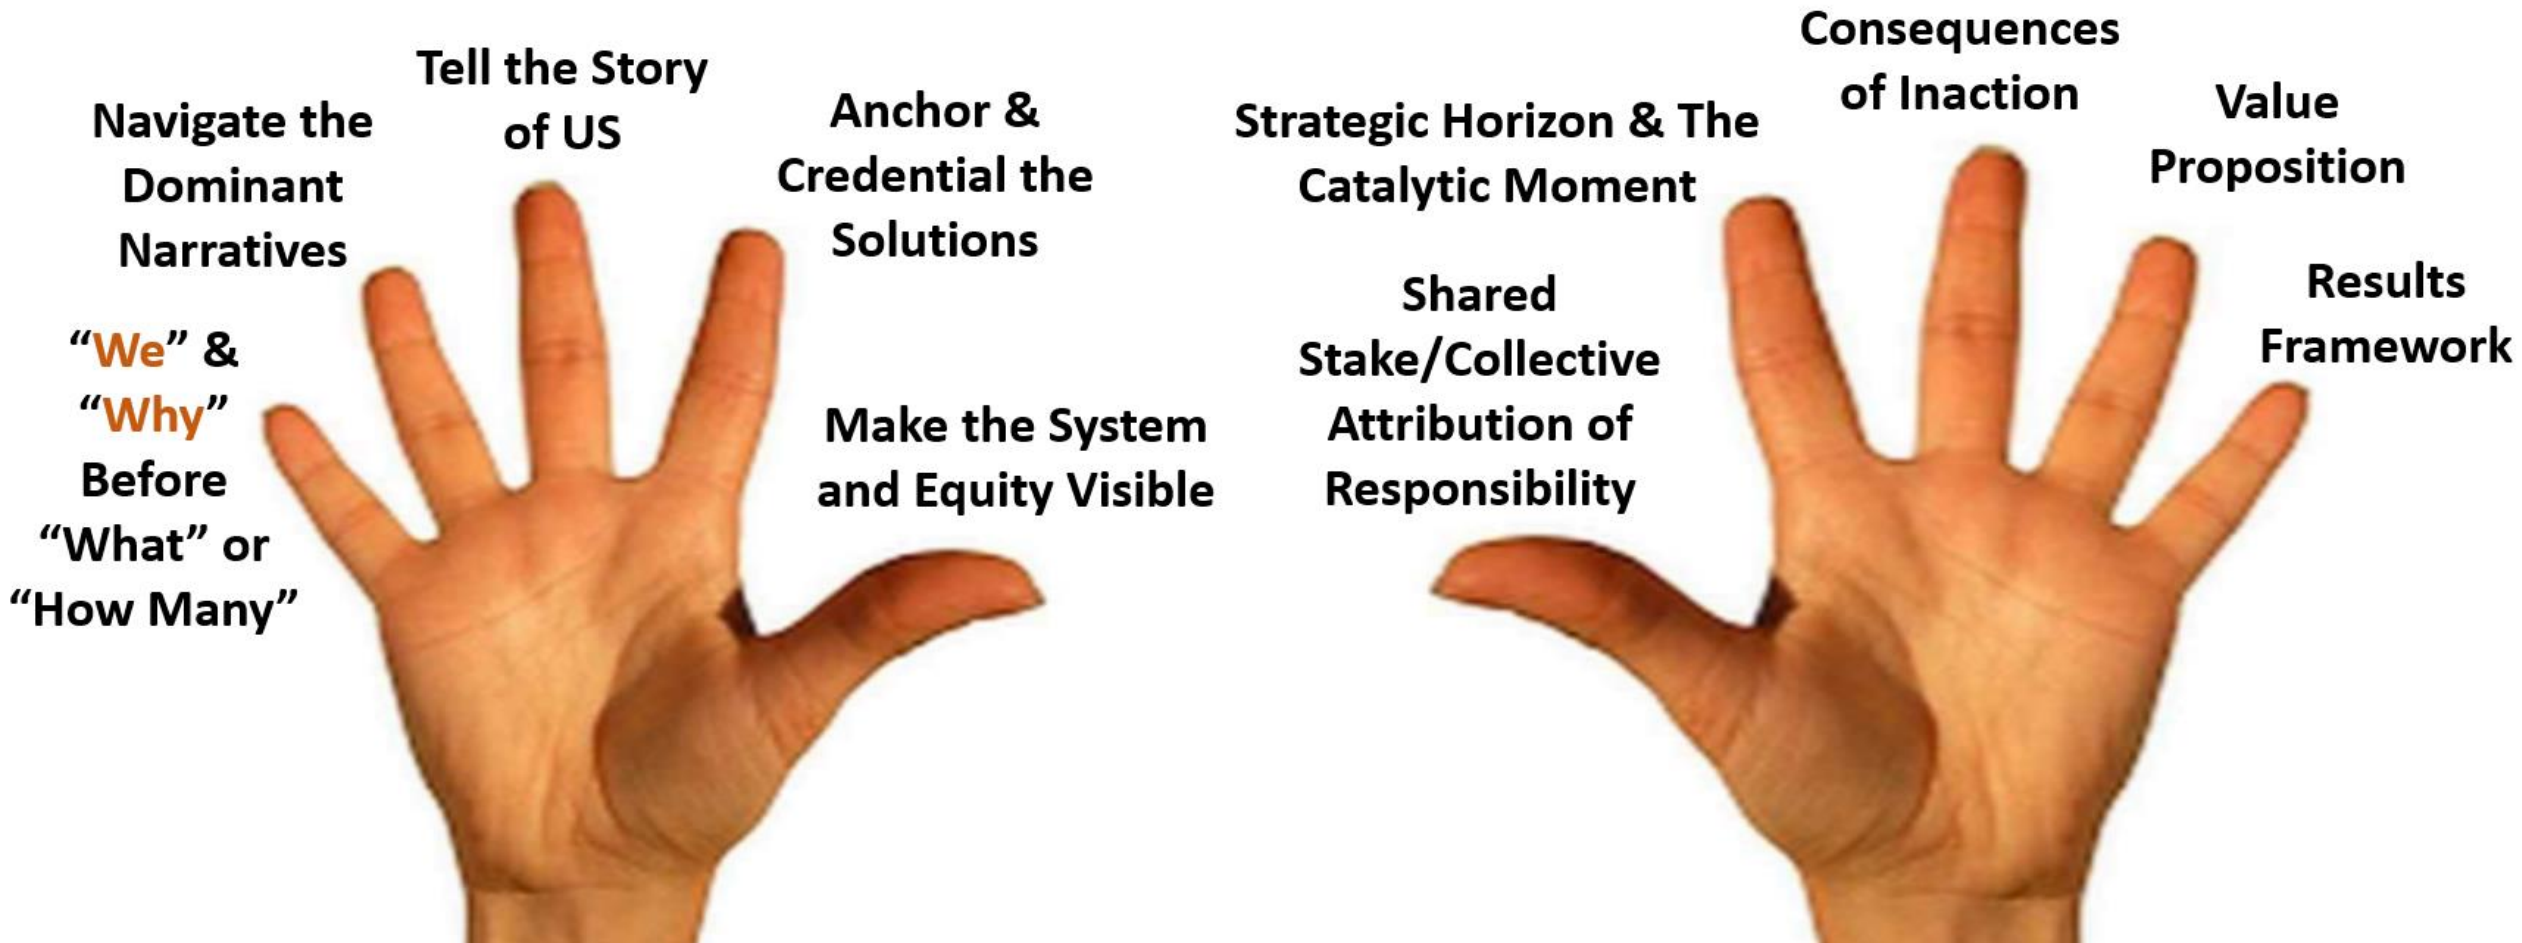 “We” &
“Why”
Before
“What” or
“How Many”
Navigate the
Dominant
Narratives
Tell the Story
of US
Anchor &
Credential the
Solutions
Make the System
and Equity Visible
Shared
Stake/Collective
Attribution of
Responsibility
Strategic Horizon & The
Catalytic Moment
Consequences
of Inaction
Value
Proposition
Results
Framework